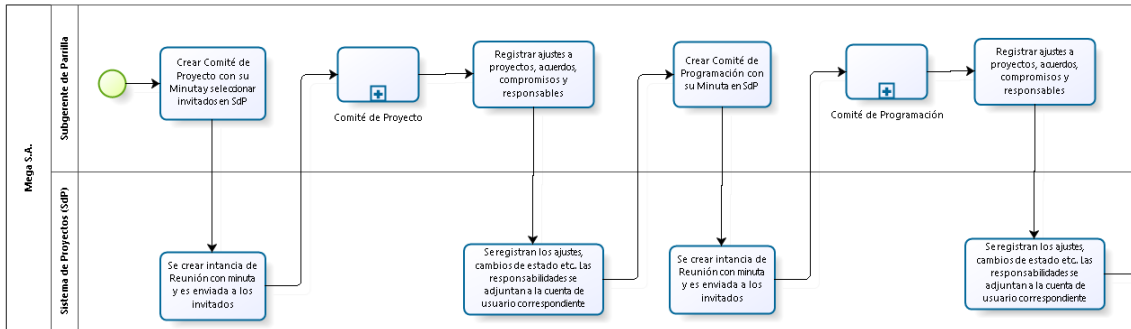 Mega S.A.
Subgerente de Parrilla
Crear Comité de
Proyecto con su
Minuta y seleccionar
invitados en SdP
Comité de Proyecto
Registrar ajustes a
proyectos, acuerdos,
compromisos y
responsables
Crear Comité de
Programación con
su Minuta en SdP
Comité de Programación
Registrar ajustes a
proyectos, acuerdos,
compromisos y
responsables
Sistema de Proyectos (SdP)
Se crear intancia de
Reunión con minuta
y es enviada a los
invitados
Se registran los ajustes,
cambios de estado etc.. Las
responsabilidades se
adjuntan a la cuenta de
usuario correspondiente
Se crear intancia de
Reunión con minuta
y es enviada a los
invitados
Se registran los ajustes,
cambios de estado etc.. Las
responsabilidades se
adjuntan a la cuenta de
usuario correspondiente